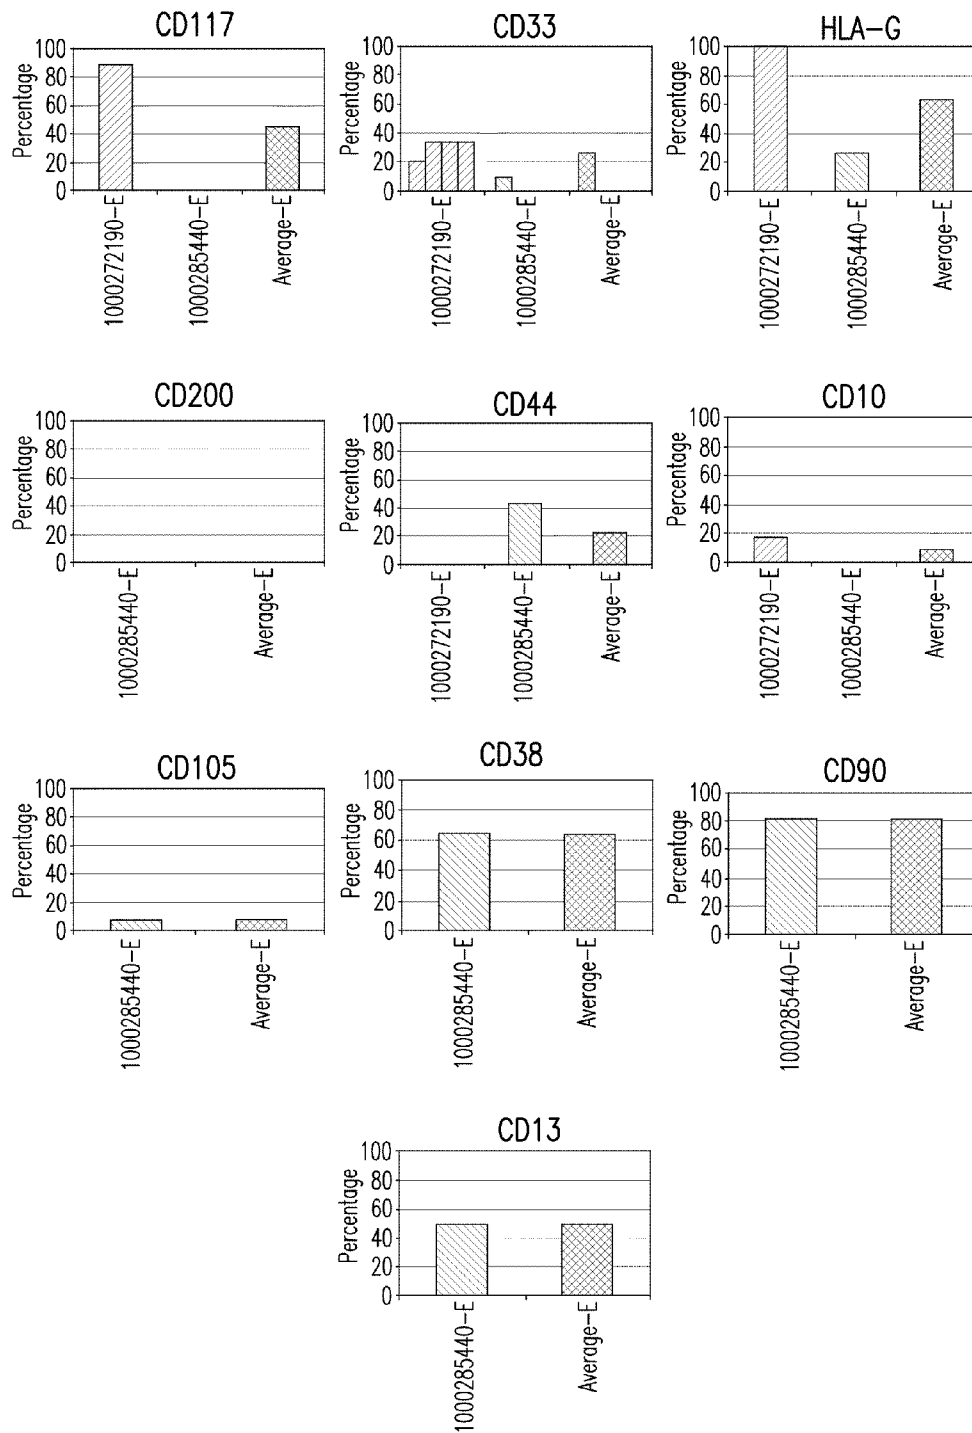 CD117
Percentage
100
80
60
40
20
0
1000272190-E
1000285440-E
Average-E
CD33
Percentage
100
80
60
40
20
0
1000272190-E
1000285440-E
Average-E
HLA-G
Percentage
100
80
60
40
20
0
1000272190-E
1000285440-E
Average-E
CD200
Percentage
100
80
60
40
20
0
1000285440-E
Average-E
CD44
Percentage
100
80
60
40
20
0
1000272190-E
1000285440-E
Average-E
CD10
Percentage
100
80
60
40
20
0
1000272190-E
1000285440-E
Average-E
CD105
Percentage
100
80
60
40
20
0
1000285440-E
Average-E
CD38
Percentage
100
80
60
40
20
0
1000285440-E
Average-E
CD90
Percentage
100
80
60
40
20
0
1000285440-E
Average-E
CD13
Percentage
100
80
60
40
20
0
1000285440-E
Average-E